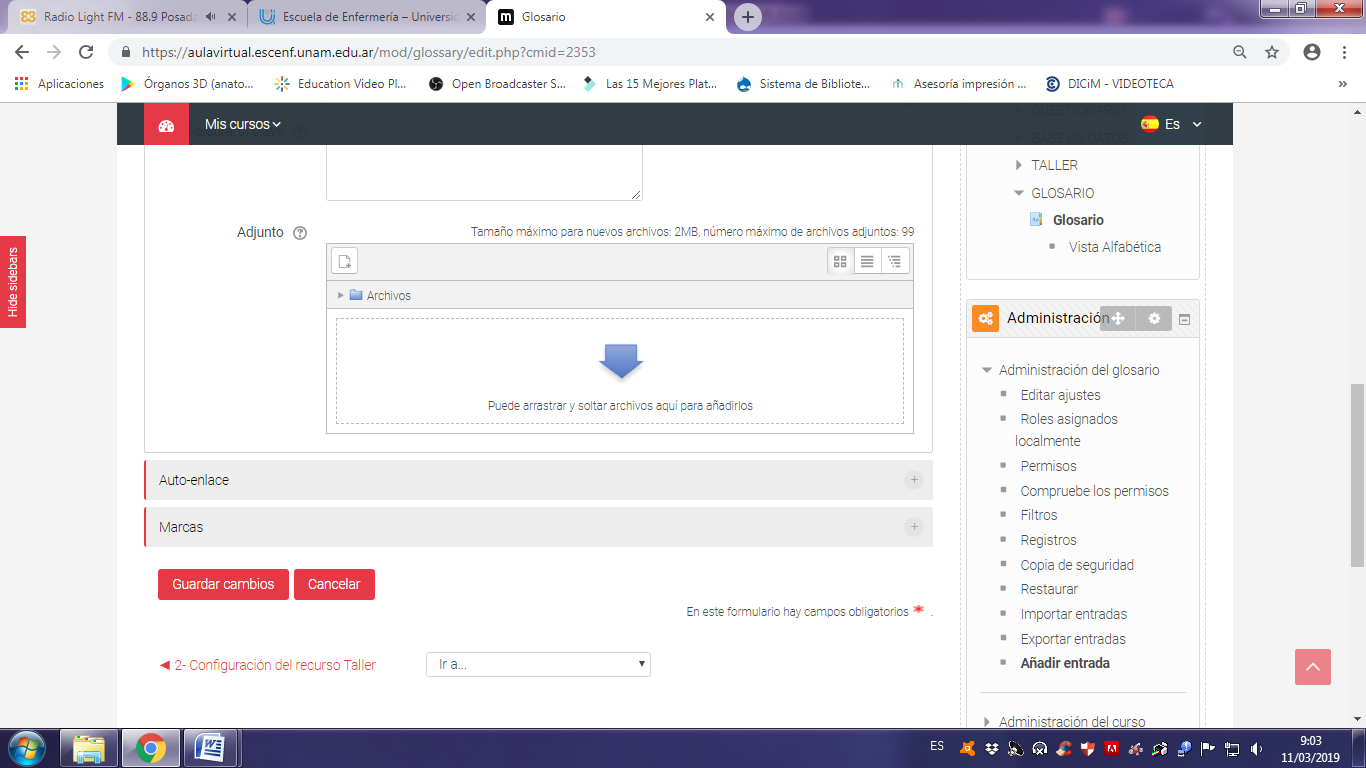 Radio Light FM - 88.9 Posada
Escuela de Enfermería – Universi
Glosario
https://aulavirtual.escenf.unam.edu.ar/mod/glossary/edit.php?cmid=2353
Aplicaciones
Órganos 3D (anato...
Education Video Pl...
Open Broadcaster S...
Las 15 Mejores Plat...
Sistema de Bibliote...
Asesoría impresión ...
DICiM - VIDEOTECA
»
Mis cursos
Es
CUESTIONARIO
BASE DE DATOS
TALLER
GLOSARIO
Glosario
Vista Alfabética
Hide sidebars
Adjunto
Tamaño máximo para nuevos archivos: 2MB, número máximo de archivos adjuntos: 99
Archivos
Puede arrastrar y soltar archivos aquí para añadirlos
Auto-enlace
Marcas
Guardar cambios
Cancelar
En este formulario hay campos obligatorios * .
◄ 2- Configuración del recurso Taller
Ir a...
Administración
Administración del glosario
Editar ajustes
Roles asignados
localmente
Permisos
Compruebe los permisos
Filtros
Registros
Copia de seguridad
Restaurar
Importar entradas
Exportar entradas
Añadir entrada
Administración del curso
ES
9:03
11/03/2019